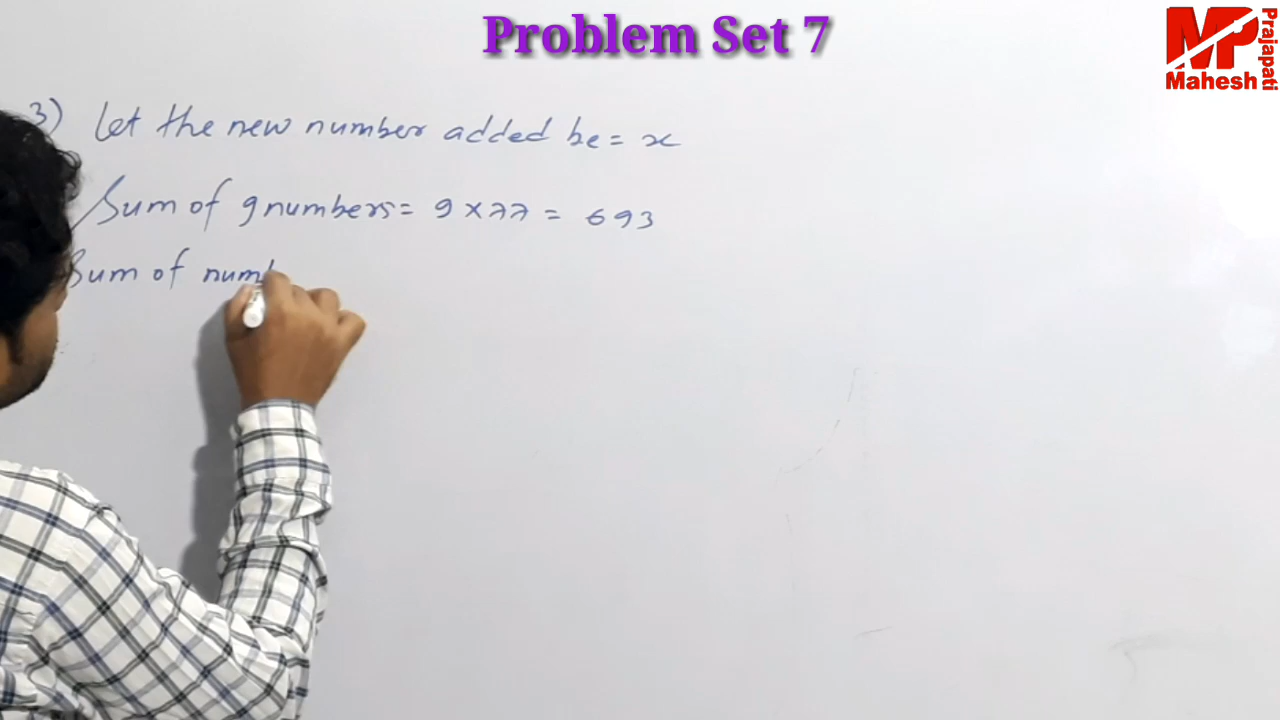 Problem Set 7
MP
Mahesh
Prajapati
3) Let the new number added be = x
Sum of 9 numbers = 9 × 77 = 693
Sum of numb